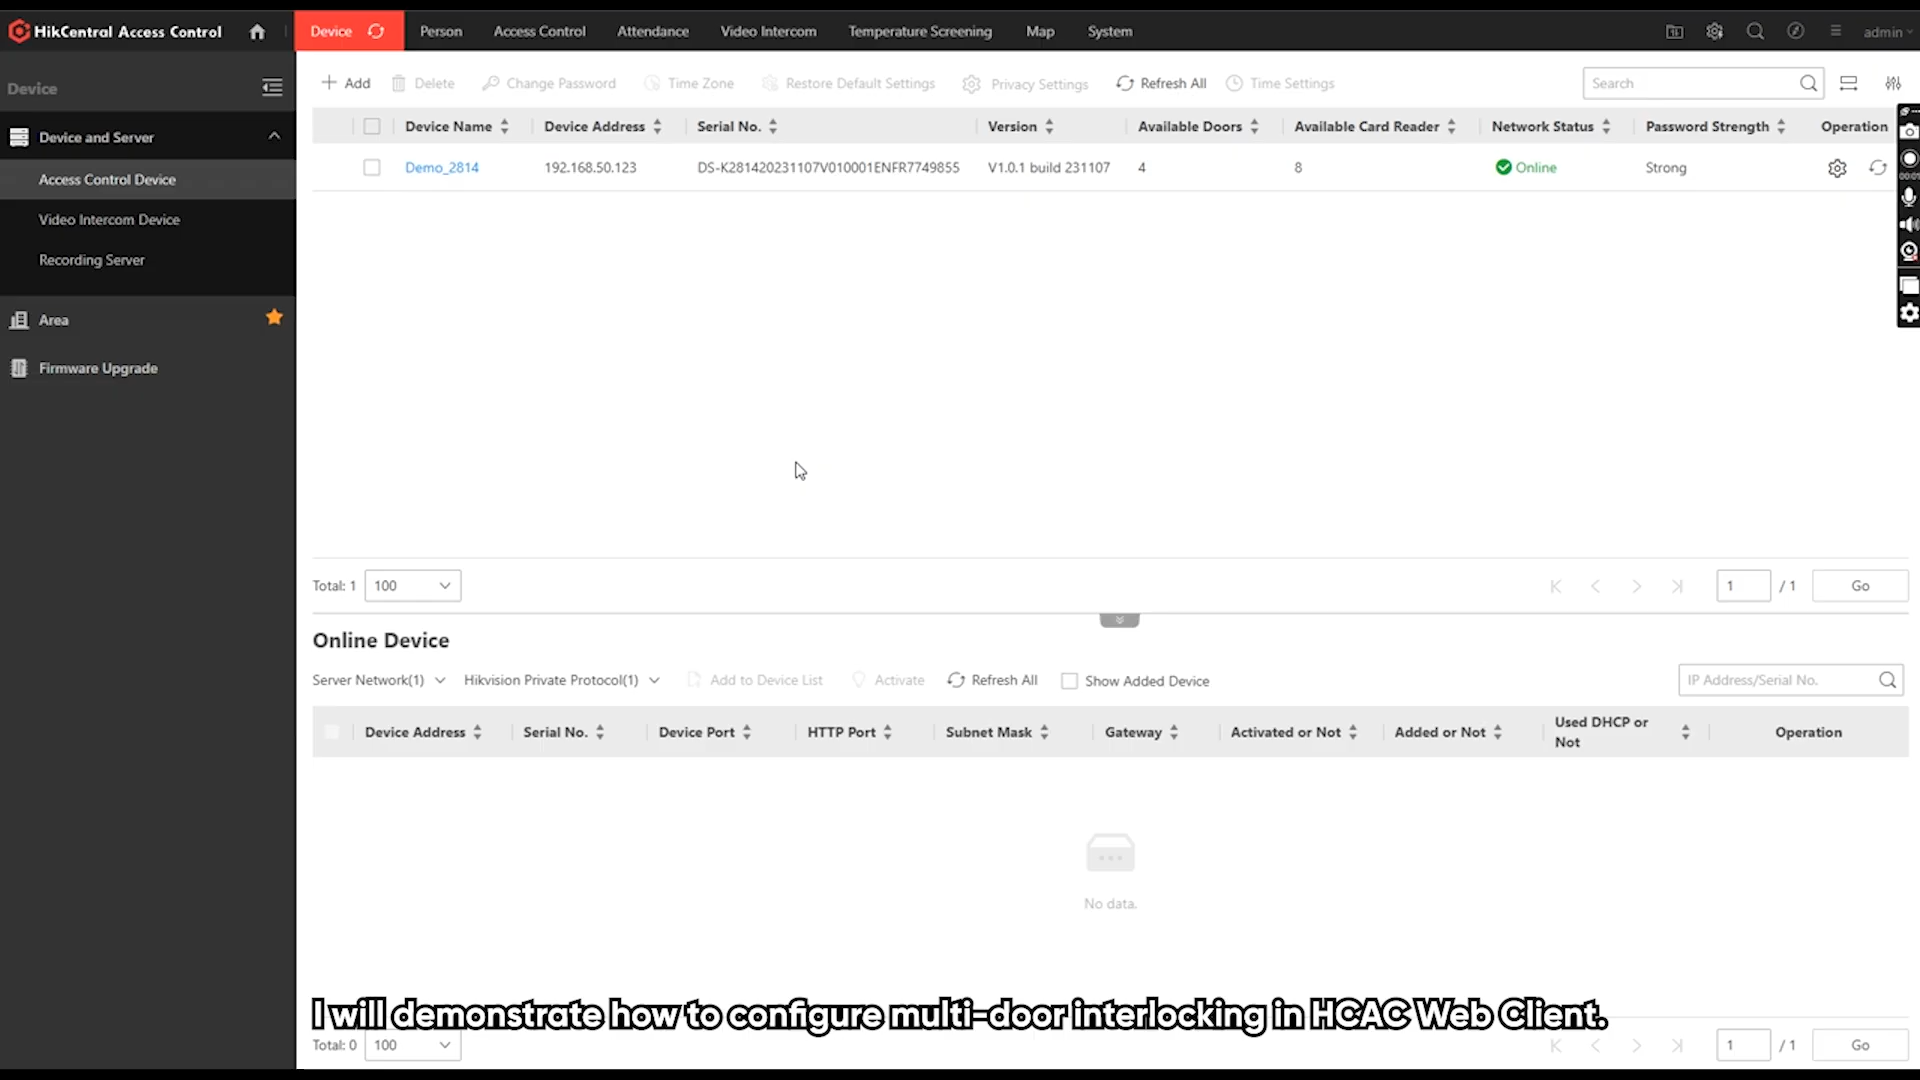 HikCentral Access Control
Device Person Access Control Attendance Video Intercom Temperature Screening Map System admin
Device
Add Delete Change Password Time Zone Restore Default Settings Privacy Settings Refresh All Time Settings Search
Device and Server
Access Control Device
Video Intercom Device
Recording Server
Area
Firmware Upgrade
Device Name Device Address Serial No. Version Available Doors Available Card Reader Network Status Password Strength Operation
Demo_2814 192.168.50.123 DS-K281420231107V010001ENFR7749855 V1.0.1 build 231107 4 8 Online Strong
00:01
Total: 1 100 1 / 1 Go
Online Device
Server Network(1) Hikvision Private Protocol(1) Add to Device List Activate Refresh All Show Added Device IP Address/Serial No.
Device Address Serial No. Device Port HTTP Port Subnet Mask Gateway Activated or Not Added or Not Used DHCP or Not Operation
No data.
I will demonstrate how to configure multi-door interlocking in HCAC Web Client.
Total: 0 100 1 / 1 Go